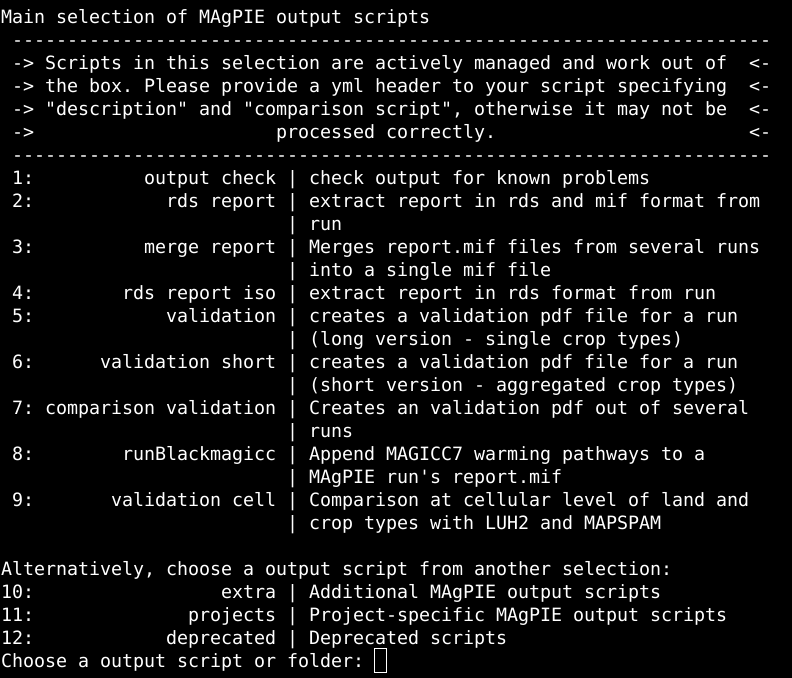 Main selection of MAgPIE output scripts
---------------------------------------------------------------------
-> Scripts in this selection are actively managed and work out of  <-
-> the box. Please provide a yml header to your script specifying  <-
-> "description" and "comparison script", otherwise it may not be  <-
->                      processed correctly.                       <-
---------------------------------------------------------------------
1:          output check | check output for known problems
2:            rds report | extract report in rds and mif format from
                         | run
3:          merge report | Merges report.mif files from several runs
                         | into a single mif file
4:        rds report iso | extract report in rds format from run
5:            validation | creates a validation pdf file for a run
                         | (long version - single crop types)
6:      validation short | creates a validation pdf file for a run
                         | (short version - aggregated crop types)
7: comparison validation | Creates an validation pdf out of several
                         | runs
8:        runBlackmagicc | Append MAGICC7 warming pathways to a
                         | MAgPIE run's report.mif
9:       validation cell | Comparison at cellular level of land and
                         | crop types with LUH2 and MAPSPAM

Alternatively, choose a output script from another selection:
10:                 extra | Additional MAgPIE output scripts
11:              projects | Project-specific MAgPIE output scripts
12:            deprecated | Deprecated scripts
Choose a output script or folder: